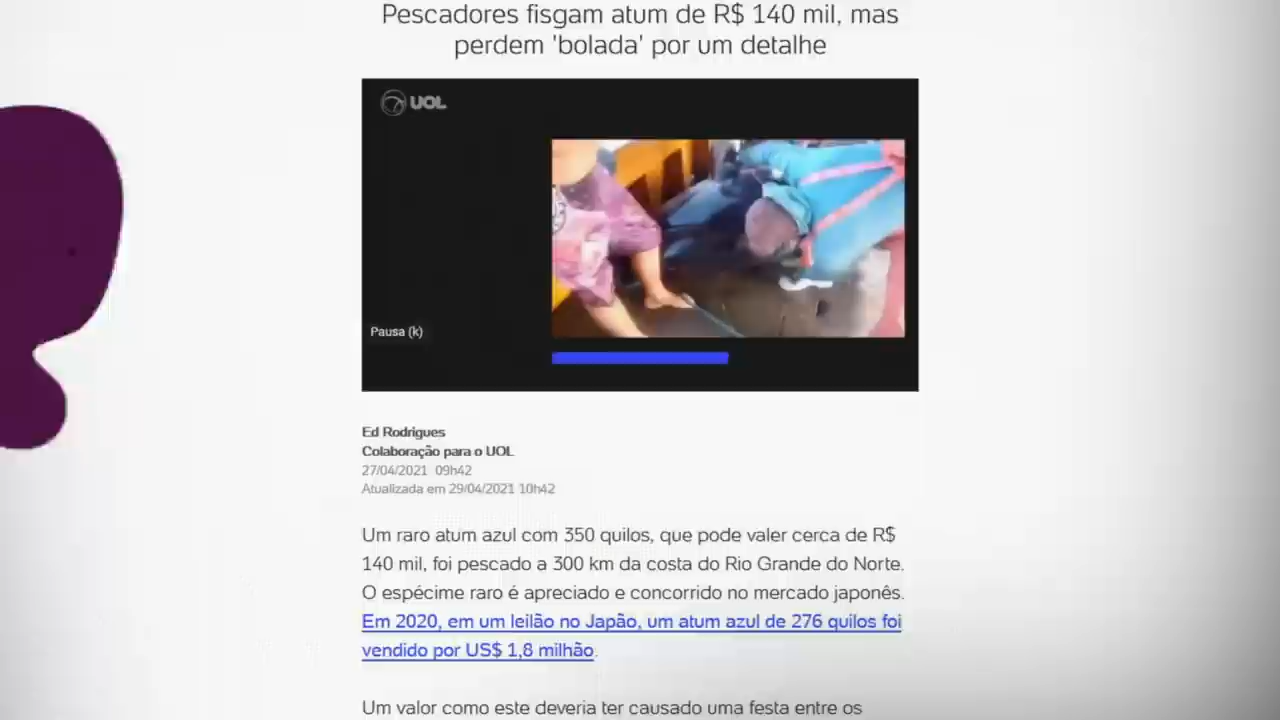 Pescadores fisgam atum de R$ 140 mil, mas
perdem 'bolada' por um detalhe
UOL
Pausa (k)
Ed Rodrigues
Colaboração para o UOL
27/04/2021 09h42
Atualizada em 29/04/2021 10h42
Um raro atum azul com 350 quilos, que pode valer cerca de R$
140 mil, foi pescado a 300 km da costa do Rio Grande do Norte.
O espécime raro é apreciado e concorrido no mercado japonês.
Em 2020, em um leilão no Japão, um atum azul de 276 quilos foi
vendido por US$ 1,8 milhão.
Um valor como este deveria ter causado uma festa entre os